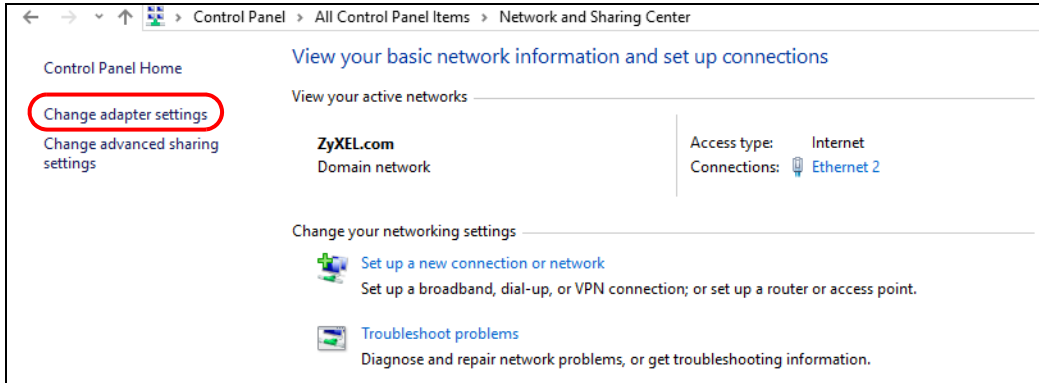 Control Panel > All Control Panel Items > Network and Sharing Center
Control Panel Home
Change adapter settings
Change advanced sharing
settings
View your basic network information and set up connections
View your active networks
ZyXEL.com
Domain network
Access type: Internet
Connections: Ethernet 2
Change your networking settings
Set up a new connection or network
Set up a broadband, dial-up, or VPN connection; or set up a router or access point.
Troubleshoot problems
Diagnose and repair network problems, or get troubleshooting information.